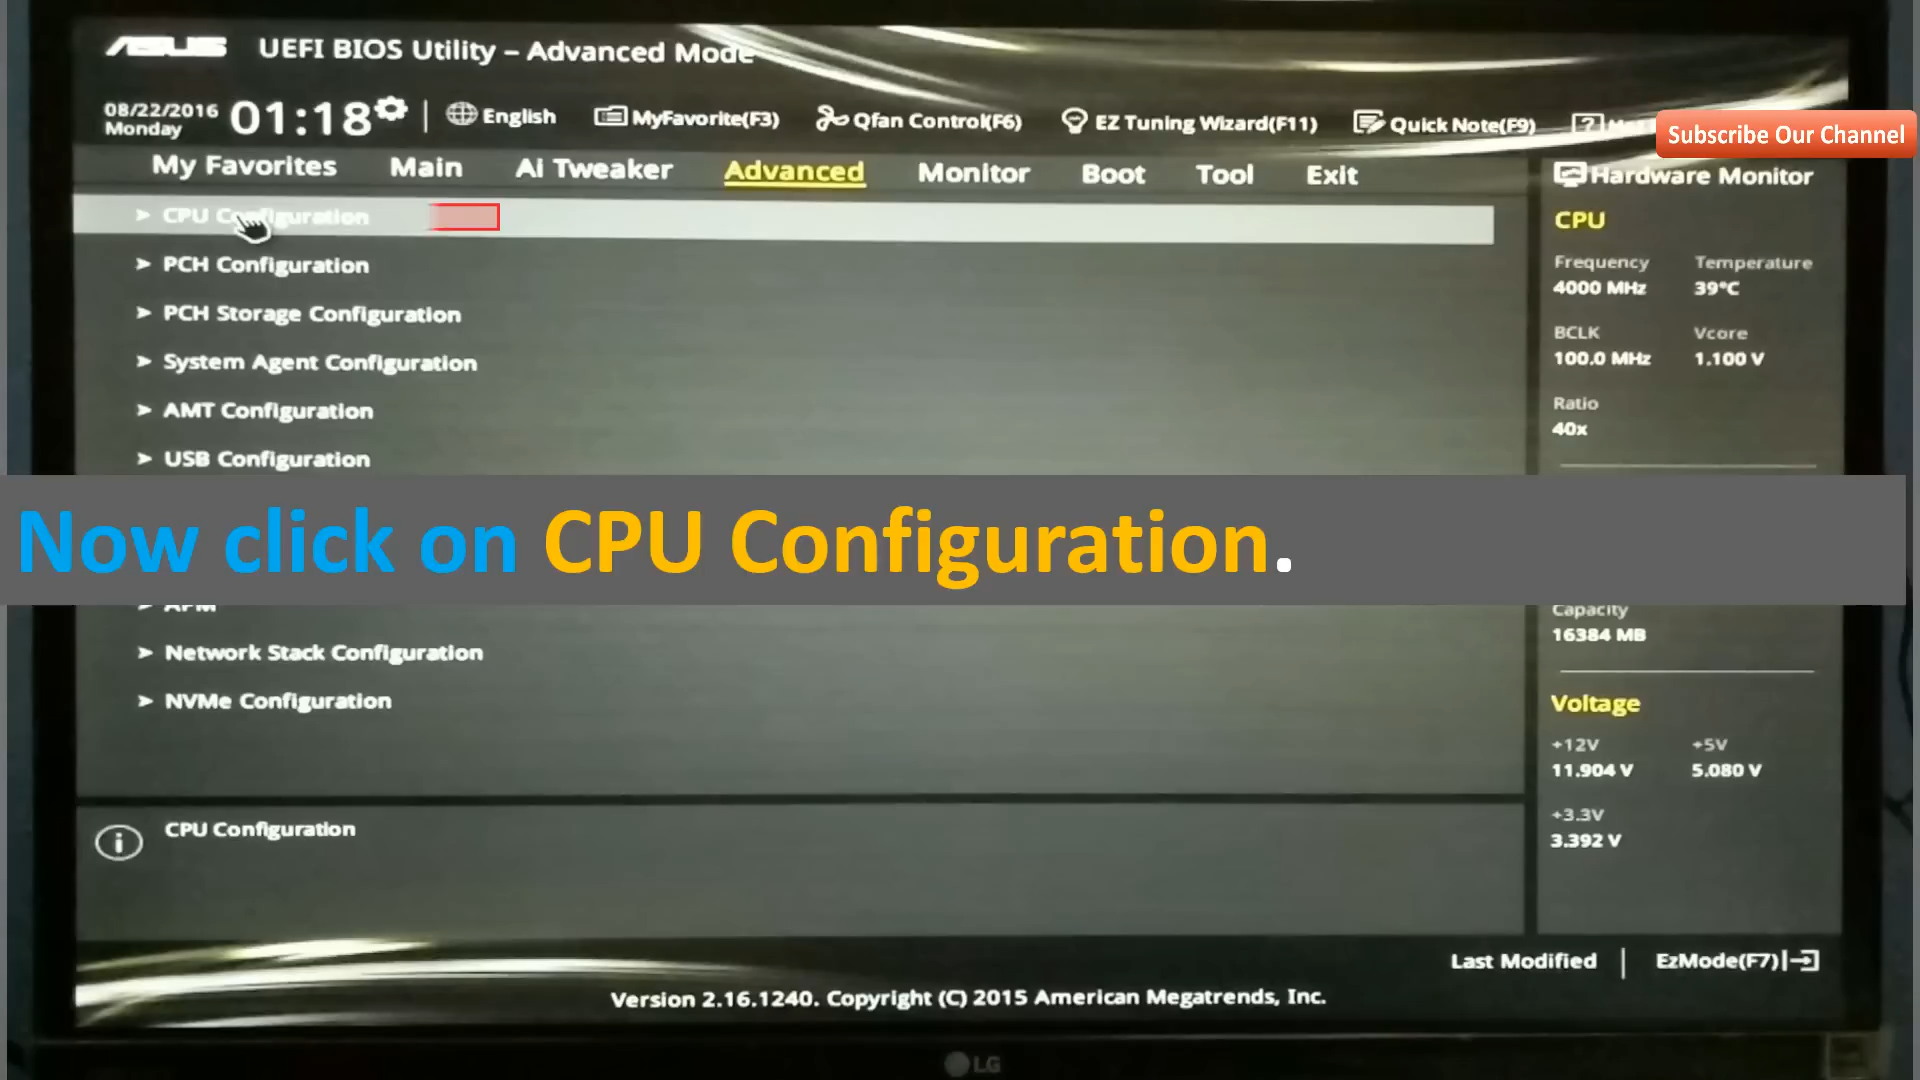 ASUS UEFI BIOS Utility – Advanced Mode
08/22/2016
Monday
01:18
English
MyFavorite(F3)
Qfan Control(F6)
EZ Tuning Wizard(F11)
Quick Note(F9)
Subscribe Our Channel
My Favorites Main Ai Tweaker Advanced Monitor Boot Tool Exit
> CPU Configuration
> PCH Configuration
> PCH Storage Configuration
> System Agent Configuration
> AMT Configuration
> USB Configuration
Now click on CPU Configuration.
> APM
> Network Stack Configuration
> NVMe Configuration
CPU Configuration
Hardware Monitor
CPU
Frequency Temperature
4000 MHz 39°C
BCLK Vcore
100.0 MHz 1.100 V
Ratio
40x
Capacity
16384 MB
Voltage
+12V +5V
11.904 V 5.080 V
+3.3V
3.392 V
Last Modified
EzMode(F7)
Version 2.16.1240. Copyright (C) 2015 American Megatrends, Inc.
LG